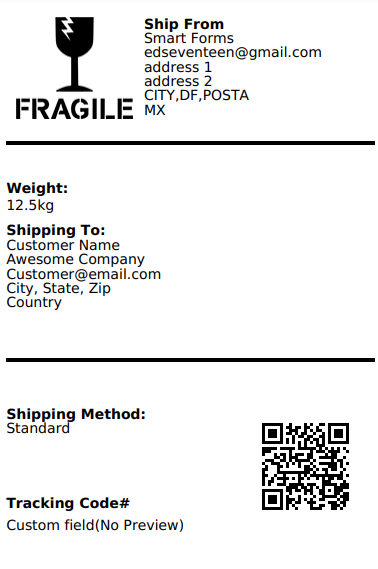 FRAGILE
Ship From
Smart Forms
edseventeen@gmail.com
address 1
address 2
CITY,DF,POSTA
MX
Weight:
12.5kg
Shipping To:
Customer Name
Awesome Company
Customer@email.com
City, State, Zip
Country
Shipping Method:
Standard
Tracking Code#
Custom field(No Preview)